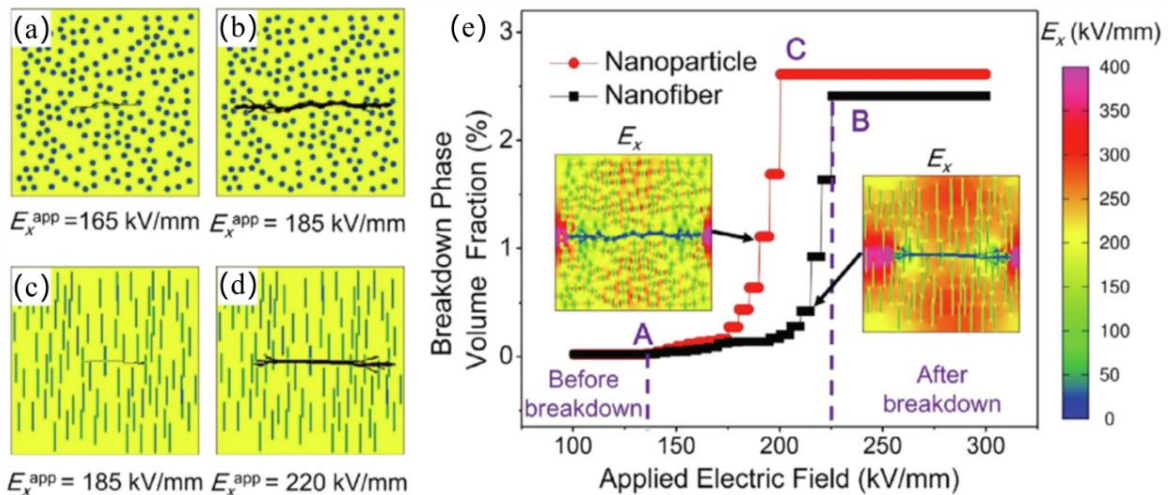 (a)
(b)
E_x^app =165 kV/mm
E_x^app =185 kV/mm
(c)
(d)
E_x^app = 185 kV/mm
E_x^app = 220 kV/mm
(e)
Breakdown Phase
Volume Fraction (%)
3
2
1
0
Nanoparticle
Nanofiber
C
B
A
E_x
E_x
Before
breakdown
After
breakdown
100
150
200
250
300
Applied Electric Field (kV/mm)
E_x (kV/mm)
400
350
300
250
200
150
100
50
0